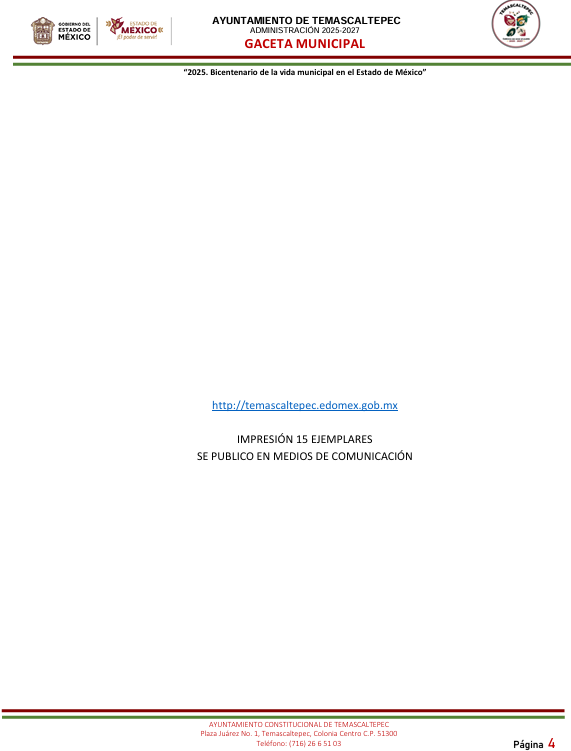 GOBIERNO DEL
ESTADO DE
MÉXICO
ESTADO DE
MÉXICO
¡El poder de servir!
AYUNTAMIENTO DE TEMASCALTEPEC
ADMINISTRACIÓN 2025-2027
GACETA MUNICIPAL
TEMASCALTEPEC
“2025. Bicentenario de la vida municipal en el Estado de México”
http://temascaltepec.edomex.gob.mx
IMPRESIÓN 15 EJEMPLARES
SE PUBLICO EN MEDIOS DE COMUNICACIÓN
AYUNTAMIENTO CONSTITUCIONAL DE TEMASCALTEPEC
Plaza Juárez No. 1, Temascaltepec, Colonia Centro C.P. 51300
Teléfono: (716) 26 6 51 03
Página 4